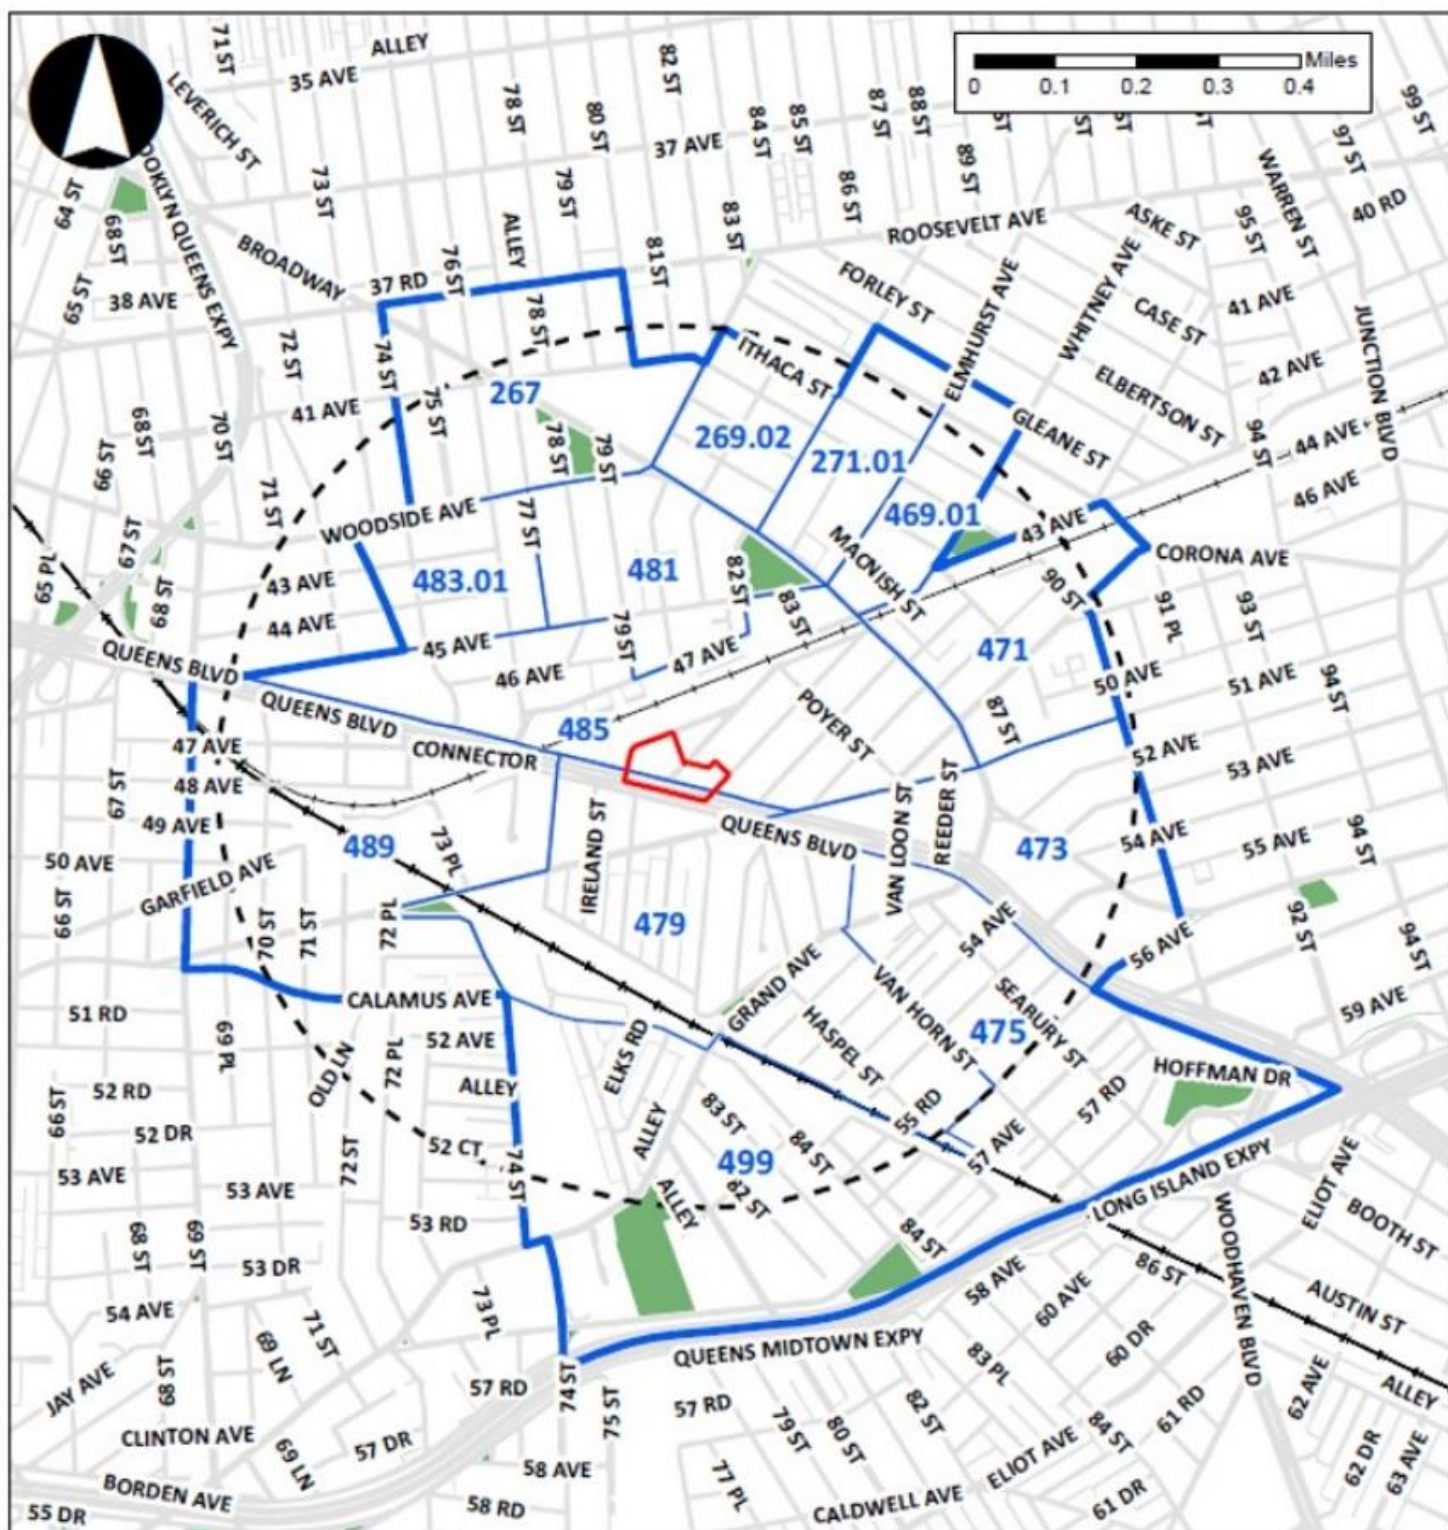 71 ST
ALLEY
35 AVE
LEVERICH ST
82 ST
Miles
0
0.1
0.2
0.3
0.4
78 ST
80 ST
84 ST
85 ST
87 ST
88 ST
ST
ST
ST
ST
99 ST
37 AVE
97 ST
64 ST
68 ST
73 ST
79 ST
86 ST
89 ST
WARREN ST
40 RD
BROADWAY
ALLEY
83 ST
ROOSEVELT AVE
ASKE ST
95 ST
65 ST
38 AVE
37 RD
76 ST
81 ST
FORLEY ST
ELMHURST AVE
WHITNEY AVE
CASE ST
41 AVE
JUNCTION BLVD
72 ST
74 ST
78 ST
ITHACA ST
ELBERTSON ST
42 AVE
267
41 AVE
75 ST
68 ST
70 ST
GLEANE ST
94 ST
44 AVE
269.02
271.01
78 ST
79 ST
66 ST
71 ST
WOODSIDE AVE
77 ST
469.01
43 AVE
46 AVE
CORONA AVE
67 ST
65 PL
68 ST
43 AVE
483.01
481
82 ST
MACNISH ST
83 ST
90 ST
91 PL
93 ST
44 AVE
45 AVE
79 ST
471
QUEENS BLVD
46 AVE
47 AVE
50 AVE
51 AVE
94 ST
QUEENS BLVD
485
POYER ST
87 ST
47 AVE
CONNECTOR
52 AVE
53 AVE
67 ST
48 AVE
49 AVE
489
73 PL
QUEENS BLVD
VAN LOON ST
REEDER ST
473
54 AVE
55 AVE
94 ST
50 AVE
GARFIELD AVE
IRELAND ST
66 ST
70 ST
71 ST
72 PL
479
54 AVE
56 AVE
92 ST
94 ST
CALAMUS AVE
GRAND AVE
VAN HORN ST
SEABURY ST
59 AVE
51 RD
69 PL
OLD LN
72 PL
52 AVE
ELKS RD
HASPEL ST
475
HOFFMAN DR
66 ST
52 RD
ALLEY
83 ST
55 RD
57 RD
52 DR
72 ST
52 CT
ALLEY
84 ST
57 AVE
53 AVE
53 AVE
74 ST
499
82 ST
ALLEY
LONG ISLAND EXPY
ELIOT AVE
BOOTH ST
53 RD
68 ST
69 ST
84 ST
WOODHAVEN BLVD
53 DR
58 AVE
86 ST
AUSTIN ST
54 AVE
71 ST
73 PL
60 AVE
QUEENS MIDTOWN EXPY
60 DR
JAY AVE
68 ST
69 LN
57 RD
74 ST
75 ST
83 PL
62 AVE
ALLEY
57 RD
79 ST
80 ST
82 ST
84 ST
61 RD
CLINTON AVE
57 DR
69 LN
58 AVE
ELIOT AVE
62 DR
63 AVE
BORDEN AVE
58 RD
77 PL
CALDWELL AVE
61 DR
55 DR